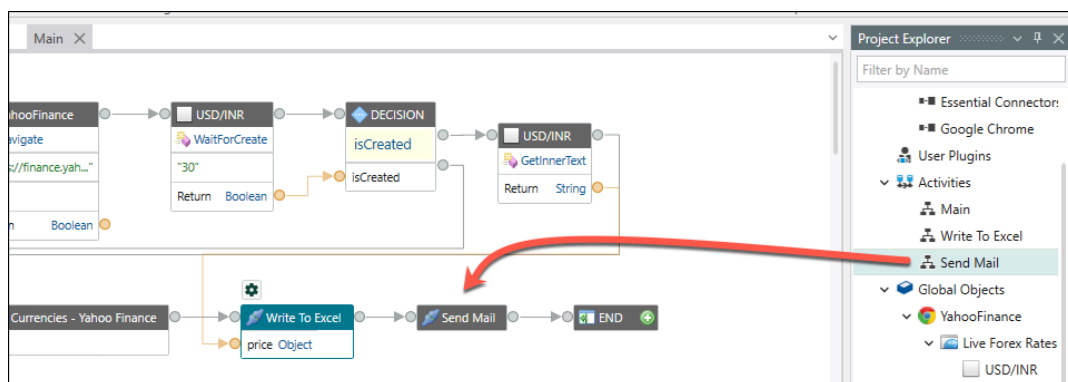 Main
Project Explorer
Filter by Name
Essential Connector
Google Chrome
User Plugins
Activities
Main
Write To Excel
Send Mail
Global Objects
YahooFinance
Live Forex Rates
USD/INR
hooFinance
avigate
s://finance.yah..."
n Boolean
USD/INR
WaitForCreate
"30"
Return Boolean
DECISION
isCreated
isCreated
USD/INR
GetInnerText
Return String
Currencies - Yahoo Finance
Write To Excel
price Object
Send Mail
END